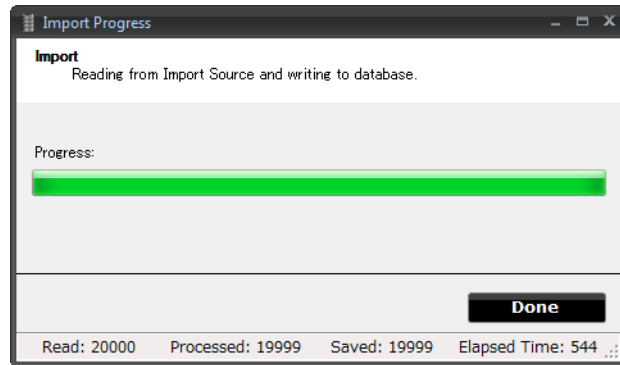 Import Progress
Import
Reading from Import Source and writing to database.
Progress:
Done
Read: 20000 Processed: 19999 Saved: 19999 Elapsed Time: 544